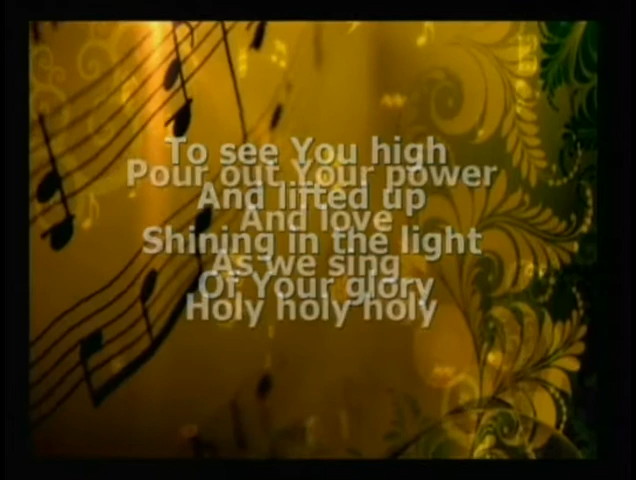 To see You high
Pour out Your power
And lifted up
And love
Shining in the light
As we sing
Of Your glory
Holy holy holy